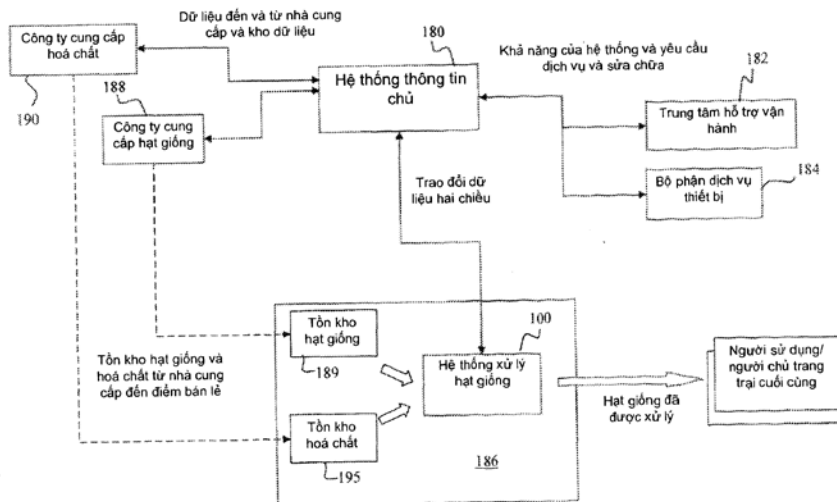 Công ty cung cấp
hoá chất
190
188
Công ty cung
cấp hạt giống
Dữ liệu đến và từ nhà cung
cấp và kho dữ liệu
180
Hệ thống thông tin
chủ
Khả năng của hệ thống và yêu cầu
dịch vụ và sửa chữa
182
Trung tâm hỗ trợ vận
hành
Bộ phận dịch vụ
thiết bị
184
Trao đổi dữ
liệu hai chiều
Tồn kho hạt giống và
hoá chất từ nhà cung
cấp đến điểm bán lẻ
Tồn kho
hạt giống
189
Tồn kho
hoá chất
195
100
Hệ thống xử lý
hạt giống
186
Hạt giống đã
được xử lý
Người sử dụng/
người chủ trang
trại cuối cùng